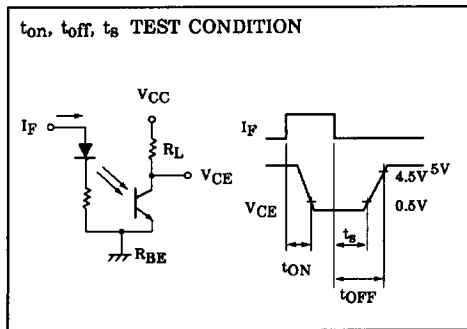 ton, toff, ts TEST CONDITION
IF
VCC
RL
VCE
RBE
IF
5V
4.5V
VCE
0.5V
ts
tON
tOFF